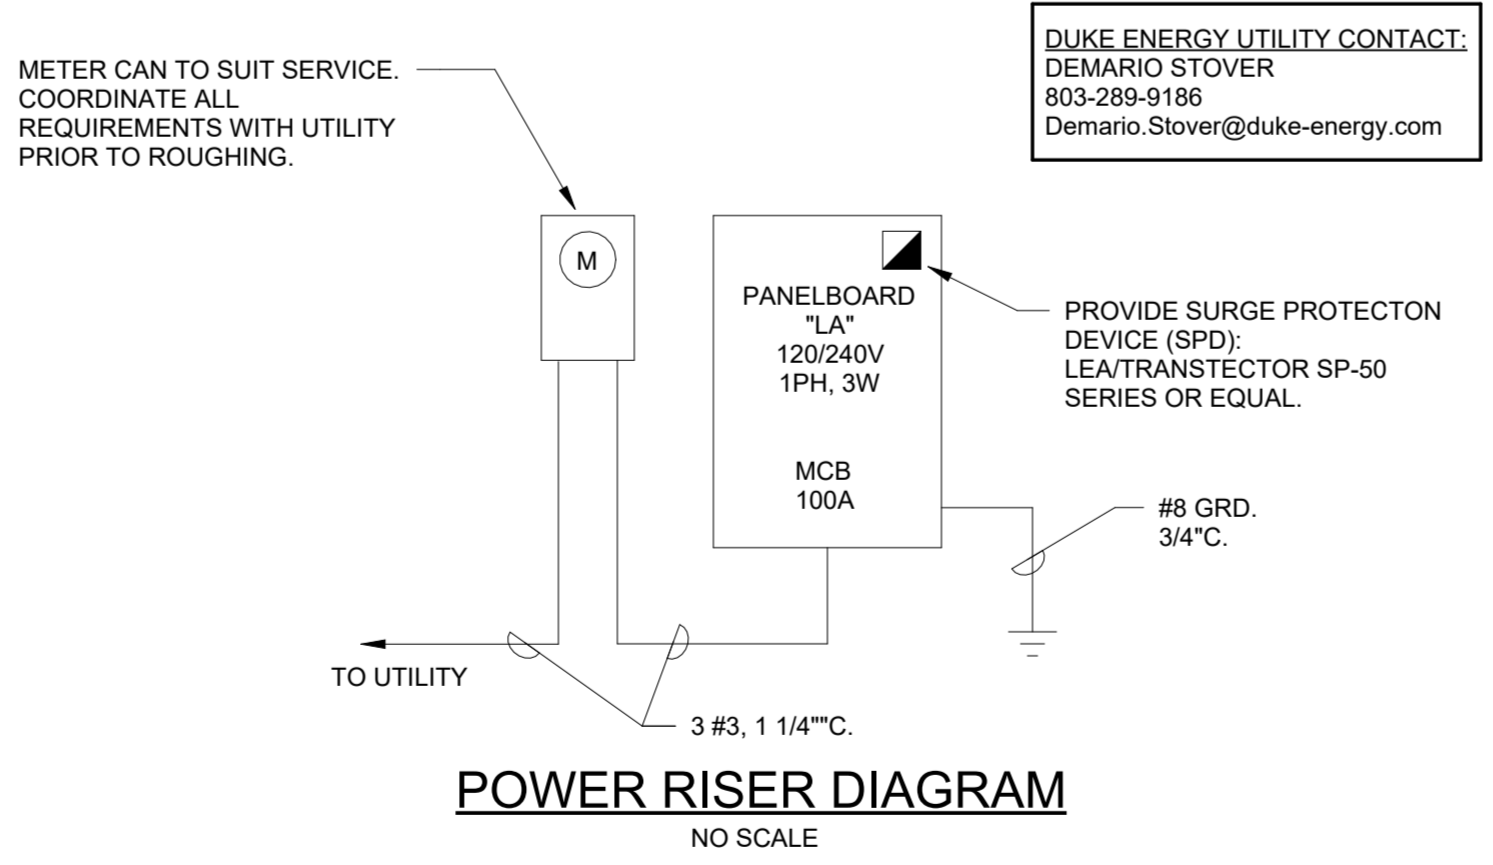 DUKE ENERGY UTILITY CONTACT:
DEMARIO STOVER
803-289-9186
Demario.Stover@duke-energy.com
METER CAN TO SUIT SERVICE.
COORDINATE ALL
REQUIREMENTS WITH UTILITY
PRIOR TO ROUGHING.
M
PANELBOARD
"LA"
120/240V
1PH, 3W
MCB
100A
PROVIDE SURGE PROTECTON
DEVICE (SPD):
LEA/TRANSTECTOR SP-50
SERIES OR EQUAL.
#8 GRD.
3/4"C.
TO UTILITY
3 #3, 1 1/4""C.
POWER RISER DIAGRAM
NO SCALE